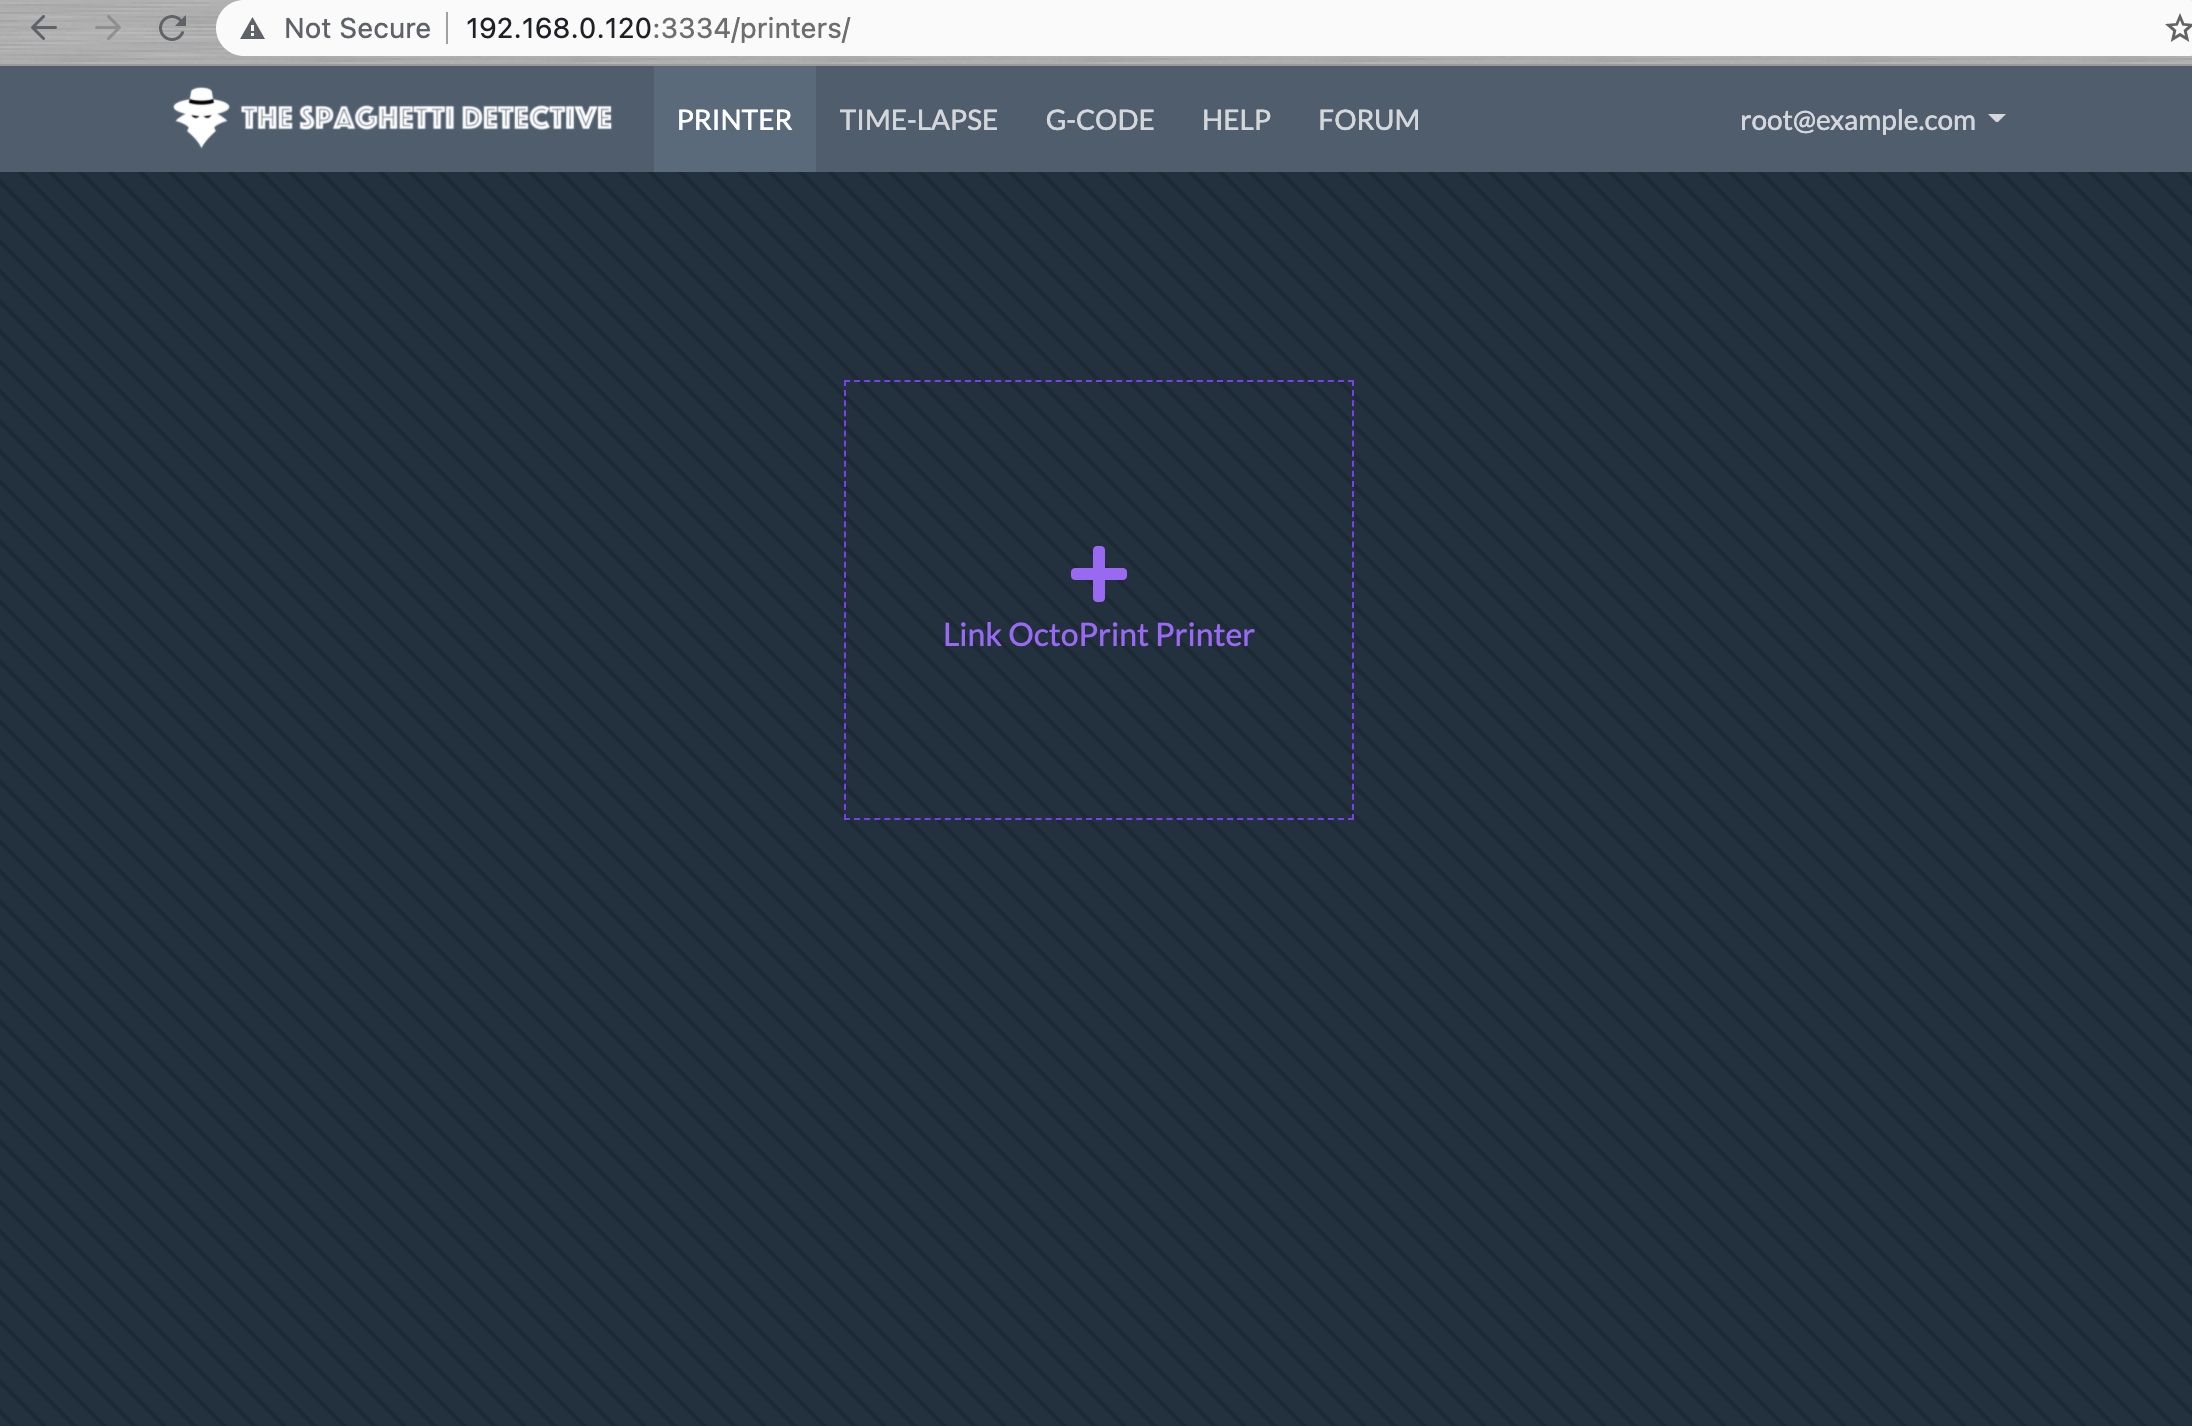 Not Secure 192.168.0.120:3334/printers/
THE SPAGHETTI DETECTIVE PRINTER TIME-LAPSE G-CODE HELP FORUM root@example.com
Link OctoPrint Printer